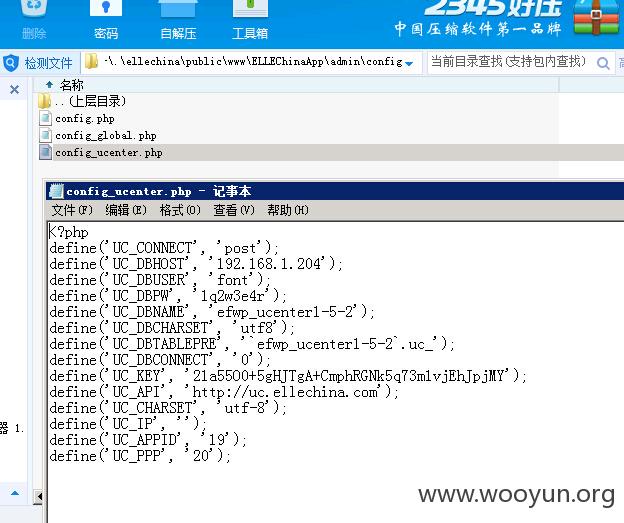 2345好压
中国压缩软件第一品牌
删除 密码 自解压 工具箱
检测文件 -\.\ellechina\public\www\ELLEChinaApp\admin\config 当前目录查找(支持包内查找)
名称
..(上层目录)
config.php
config_global.php
config_ucenter.php
config_ucenter.php - 记事本
文件(F) 编辑(E) 格式(O) 查看(V) 帮助(H)
<?php
define('UC_CONNECT', 'post');
define('UC_DBHOST', '192.168.1.204');
define('UC_DBUSER', 'font');
define('UC_DBPW', '1q2w3e4r');
define('UC_DBNAME', 'efwp_ucenter1-5-2');
define('UC_DBCHARSET', 'utf8');
define('UC_DBTABLEPRE', '`efwp_ucenter1-5-2`.uc_');
define('UC_DBCONNECT', '0');
define('UC_KEY', '21a5500+5gHJTgA+CmphRGNk5q73mlvjEhJpjMY');
define('UC_API', 'http://uc.ellechina.com');
define('UC_CHARSET', 'utf-8');
define('UC_IP', '');
define('UC_APPID', '19');
define('UC_PPP', '20');
器 1.
www.wooyun.org